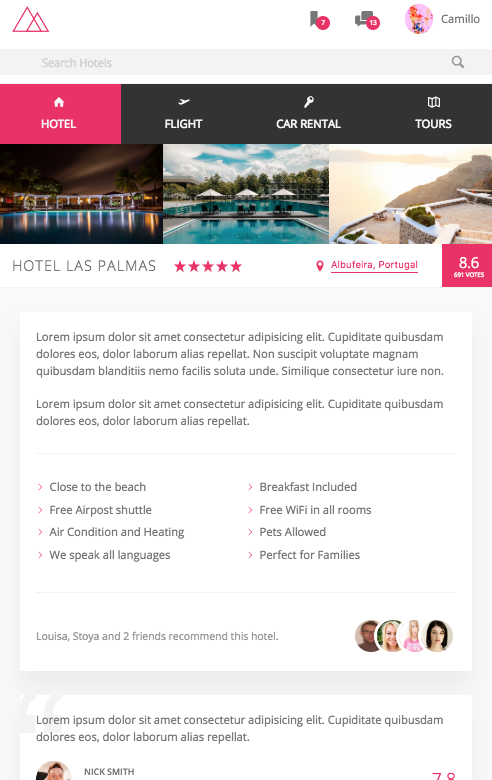 7
13
Camillo
Search Hotels
HOTEL
FLIGHT
CAR RENTAL
TOURS
HOTEL LAS PALMAS
Albufeira, Portugal
8.6
691 VOTES
Lorem ipsum dolor sit amet consectetur adipisicing elit. Cupiditate quibusdam
dolores eos, dolor laborum alias repellat. Non suscipit voluptate magnam
quibusdam blanditiis nemo facilis soluta unde. Similique consectetur iure non.
Lorem ipsum dolor sit amet consectetur adipisicing elit. Cupiditate quibusdam
dolores eos, dolor laborum alias repellat.
Close to the beach
Breakfast Included
Free Airpost shuttle
Free WiFi in all rooms
Air Condition and Heating
Pets Allowed
We speak all languages
Perfect for Families
Louisa, Stoya and 2 friends recommend this hotel.
“
Lorem ipsum dolor sit amet consectetur adipisicing elit. Cupiditate quibusdam
dolores eos, dolor laborum alias repellat.
NICK SMITH
7.8